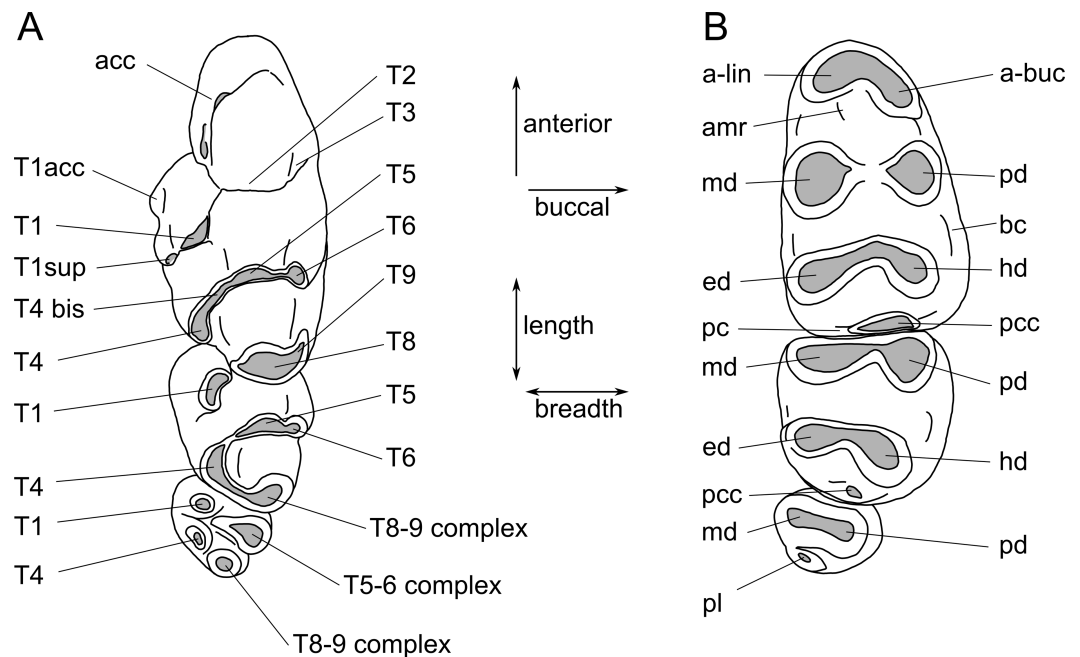 A
acc
T2
T3
T1acc
T5
T1
T6
T1sup
T9
T4 bis
T8
T4
T5
T1
T6
T4
T1
T8-9 complex
T4
T5-6 complex
T8-9 complex
anterior
buccal
length
breadth
B
a-lin
a-buc
amr
md
pd
bc
ed
hd
pc
pcc
md
pd
ed
hd
pcc
md
pd
pl